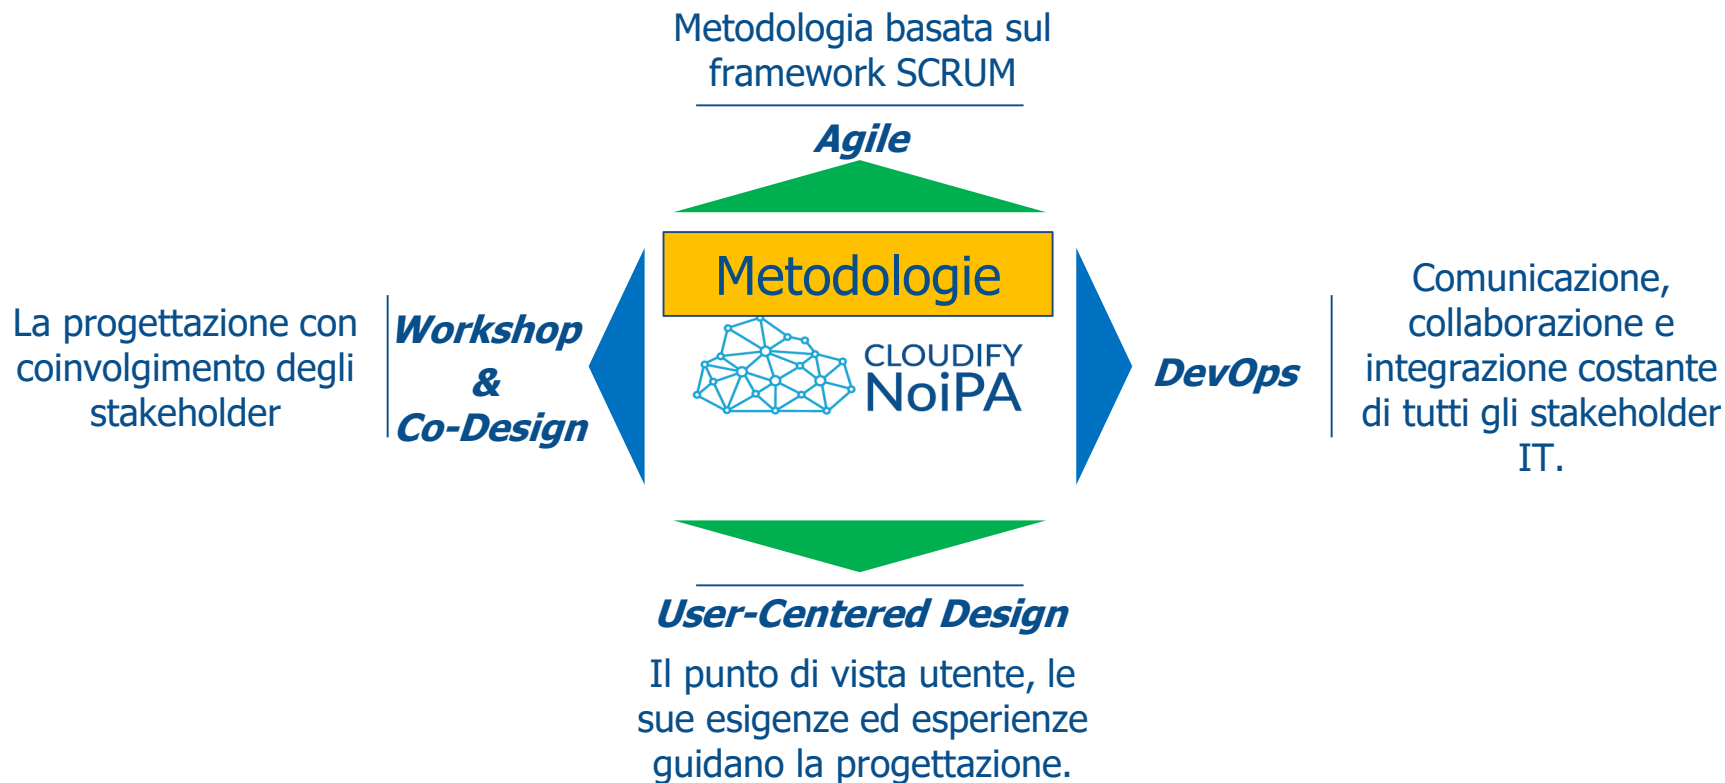 Metodologia basata sul
framework SCRUM
Agile
Metodologie
CLOUDIFY
NoiPA
La progettazione con
coinvolgimento degli
stakeholder
Workshop
&
Co-Design
DevOps
Comunicazione,
collaborazione e
integrazione costante
di tutti gli stakeholder
IT.
User-Centered Design
Il punto di vista utente, le
sue esigenze ed esperienze
guidano la progettazione.